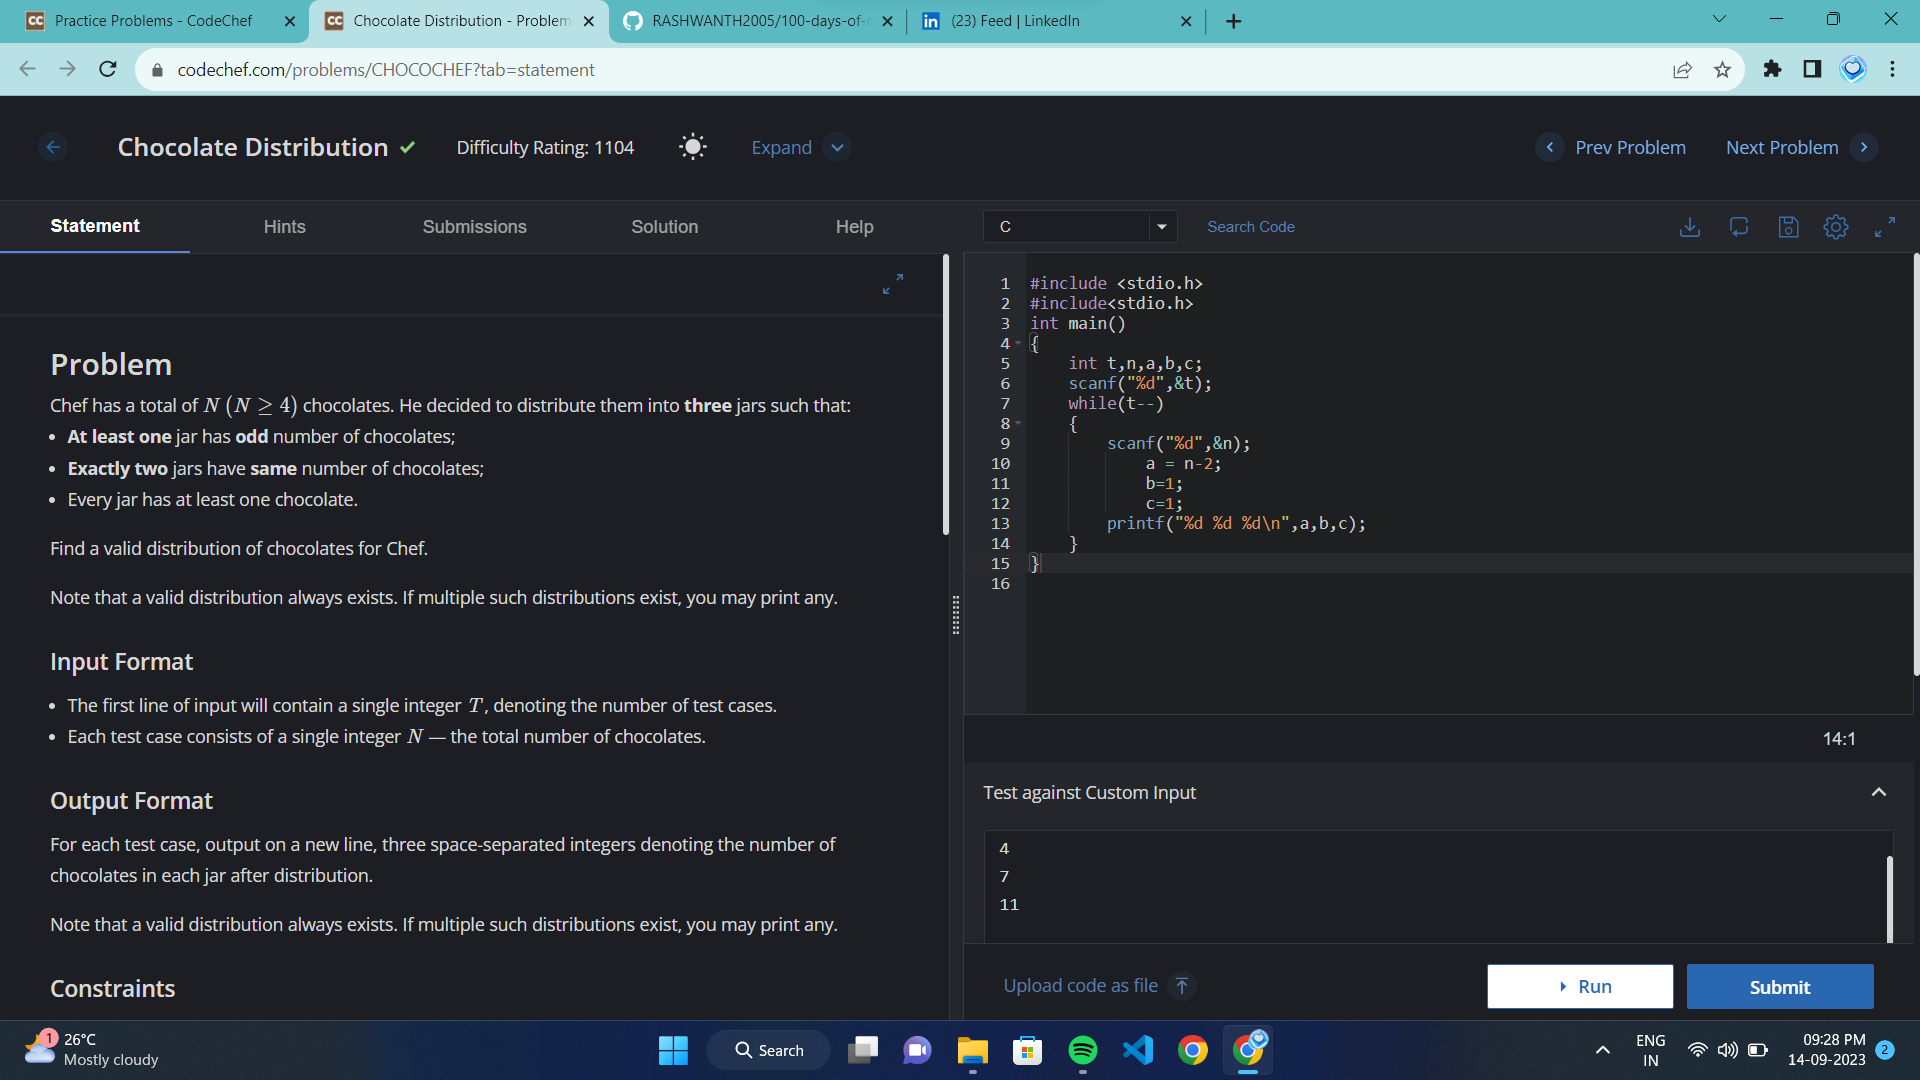 Practice Problems - CodeChef
Chocolate Distribution - Problem
RASHWANTH2005/100-days-of-c
(23) Feed | LinkedIn
codechef.com/problems/CHOCOCHEF?tab=statement
Chocolate Distribution
Difficulty Rating: 1104
Expand
Prev Problem
Next Problem
Statement
Hints
Submissions
Solution
Help
Problem
Chef has a total of N (N ≥ 4) chocolates. He decided to distribute them into three jars such that:
• At least one jar has odd number of chocolates;
• Exactly two jars have same number of chocolates;
• Every jar has at least one chocolate.
Find a valid distribution of chocolates for Chef.
Note that a valid distribution always exists. If multiple such distributions exist, you may print any.
Input Format
• The first line of input will contain a single integer T, denoting the number of test cases.
• Each test case consists of a single integer N — the total number of chocolates.
Output Format
For each test case, output on a new line, three space-separated integers denoting the number of
chocolates in each jar after distribution.
Note that a valid distribution always exists. If multiple such distributions exist, you may print any.
Constraints
C
Search Code
1 #include <stdio.h>
2 #include<stdio.h>
3 int main()
4 {
5 int t,n,a,b,c;
6 scanf("%d",&t);
7 while(t--)
8 {
9 scanf("%d",&n);
10 a = n-2;
11 b=1;
12 c=1;
13 printf("%d %d %d\n",a,b,c);
14 }
15 }
16
14:1
Test against Custom Input
4
7
11
Upload code as file
Run
Submit
1
26°C
Mostly cloudy
Search
ENG
IN
09:28 PM
14-09-2023
2